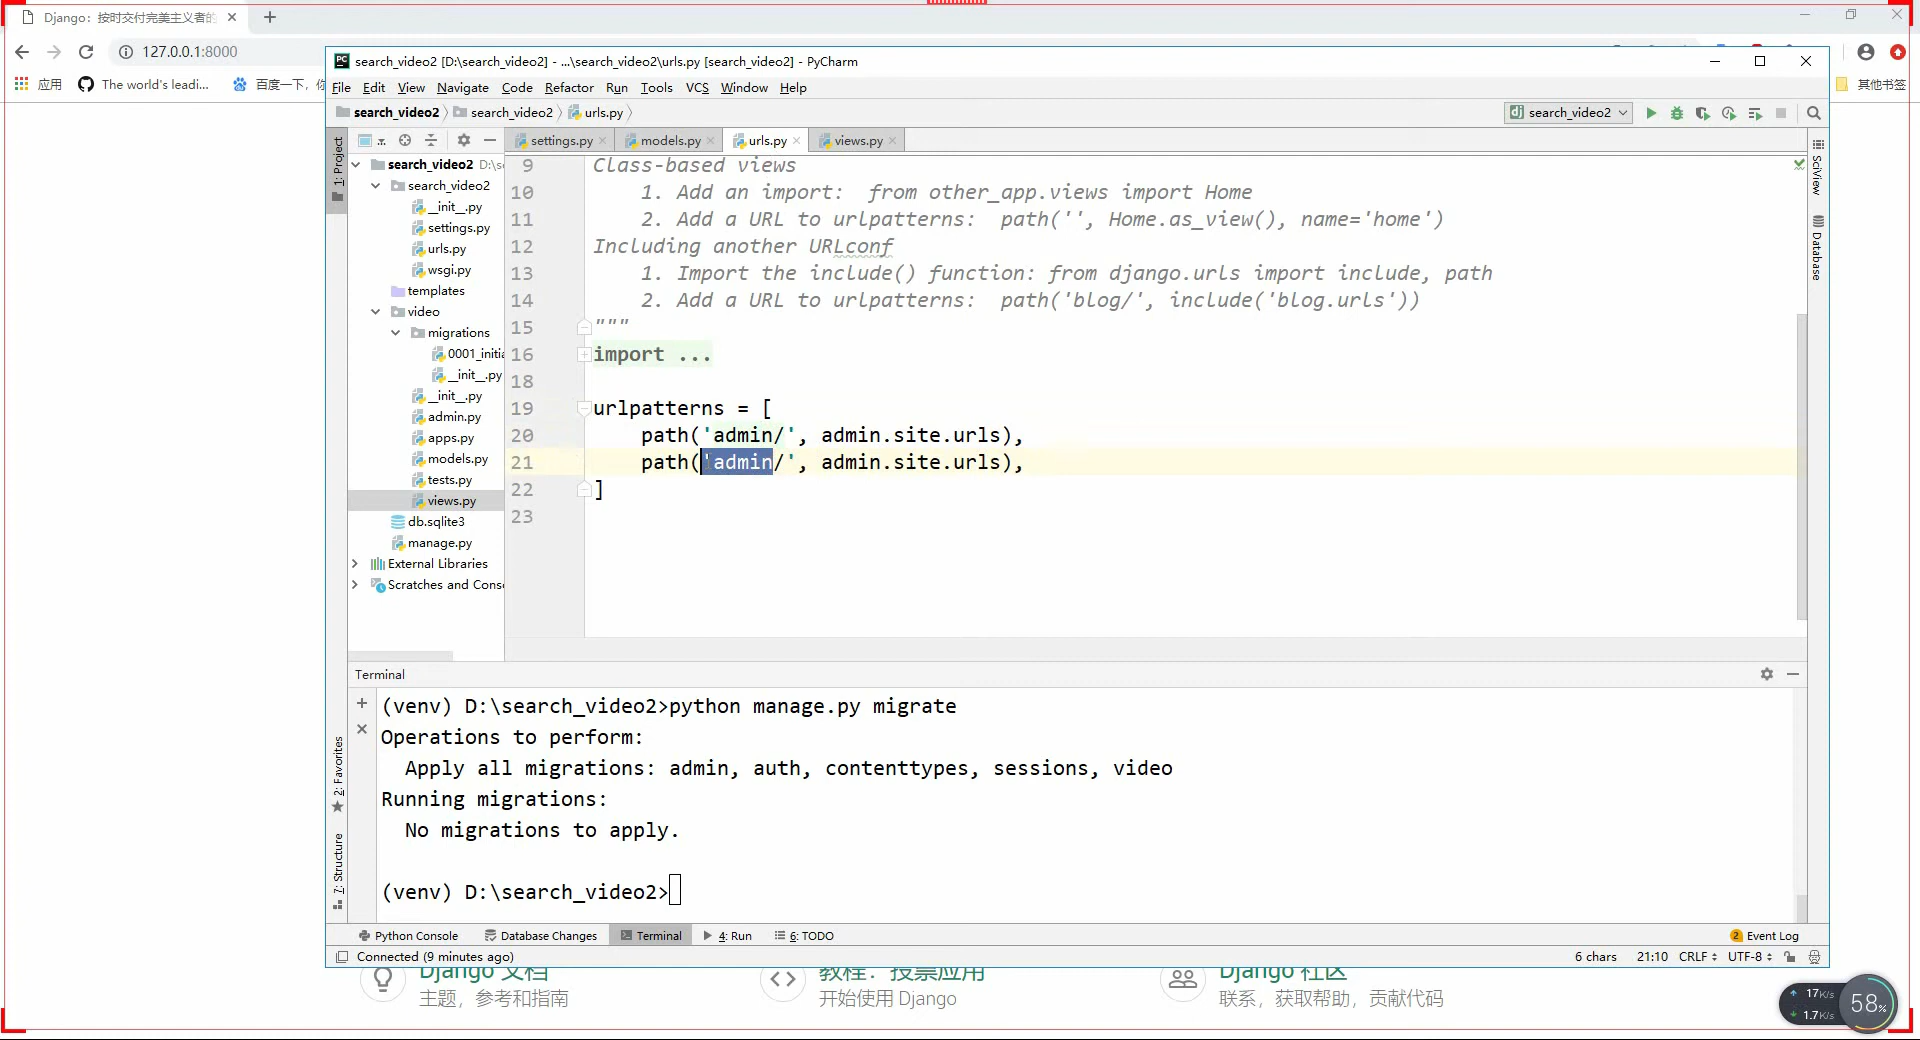 Django：按时交付完美主义者的
127.0.0.1:8000
应用
The world's leadi...
百度一下，你
其他书签
search_video2 [D:\search_video2] - ...\search_video2\urls.py [search_video2] - PyCharm
File Edit View Navigate Code Refactor Run Tools VCS Window Help
search_video2 search_video2 urls.py
search_video2
settings.py models.py urls.py views.py
1: Project
search_video2 D:\s
search_video2
__init__.py
settings.py
urls.py
wsgi.py
templates
video
migrations
0001_initia
__init__.py
__init__.py
admin.py
apps.py
models.py
tests.py
views.py
db.sqlite3
manage.py
External Libraries
Scratches and Conso
9 Class-based views
10 1. Add an import:  from other_app.views import Home
11 2. Add a URL to urlpatterns:  path('', Home.as_view(), name='home')
12 Including another URLconf
13 1. Import the include() function: from django.urls import include, path
14 2. Add a URL to urlpatterns:  path('blog/', include('blog.urls'))
15 """
16 import ...
18
19 urlpatterns = [
20 path('admin/', admin.site.urls),
21 path('admin/', admin.site.urls),
22 ]
23
SciView
Database
Terminal
(venv) D:\search_video2>python manage.py migrate
Operations to perform:
Apply all migrations: admin, auth, contenttypes, sessions, video
Running migrations:
No migrations to apply.
(venv) D:\search_video2>
2: Favorites
7: Structure
Python Console Database Changes Terminal 4: Run 6: TODO
2 Event Log
Connected (9 minutes ago)
6 chars 21:10 CRLF UTF-8
Django 文档
主题，参考和指南
教程：投票应用
开始使用 Django
Django 社区
联系，获取帮助，贡献代码
17K/s
1.7K/s
58%